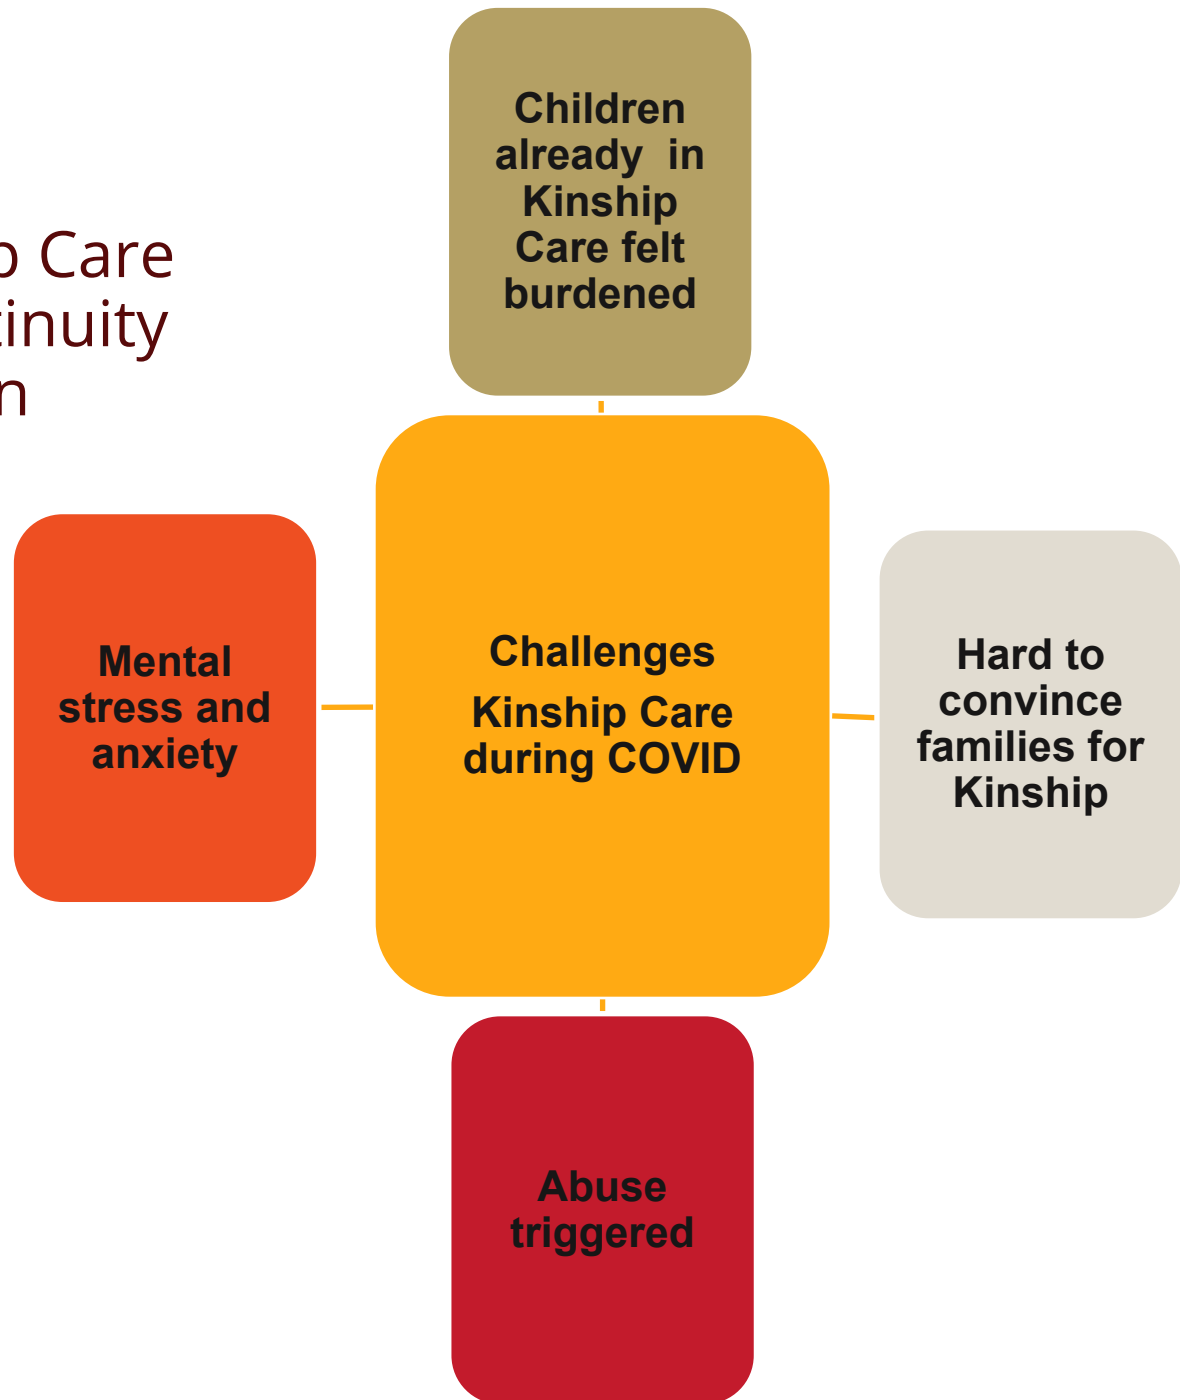 Children
already in
Kinship
Care felt
burdened
Care
Mental
stress and
anxiety
Challenges
Kinship Care
during COVID
Hard to
convince
families for
Kinship
Abuse
triggered